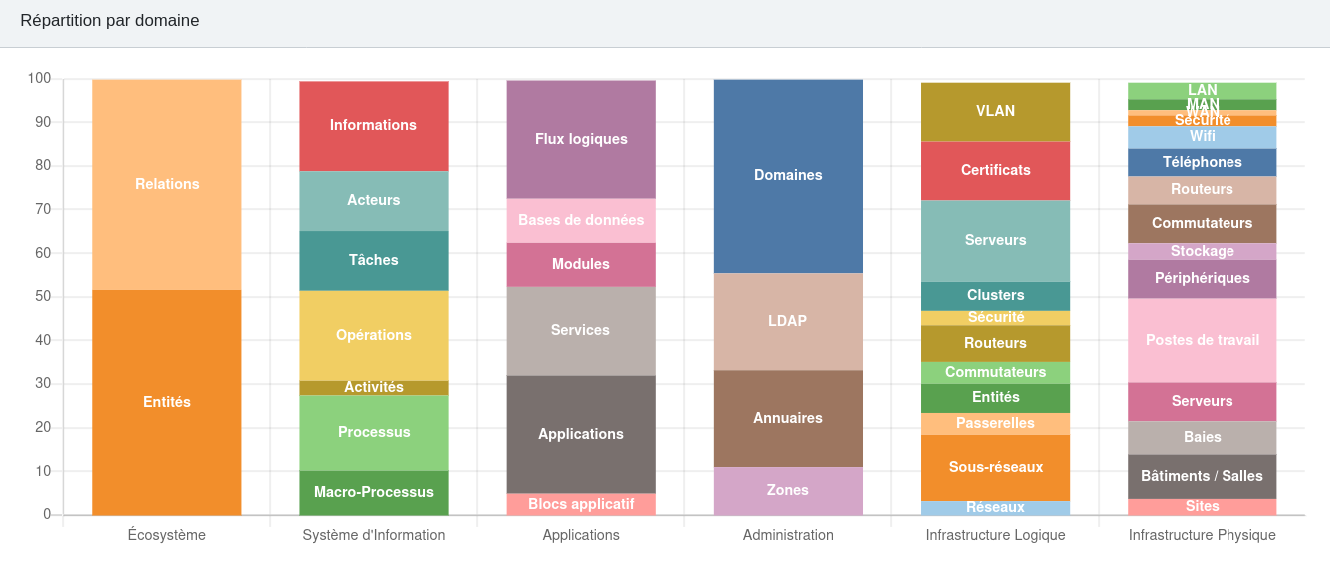 Répartition par domaine
100
90
80
70
60
50
40
30
20
10
0
Relations
Entités
Écosystème
Informations
Acteurs
Tâches
Opérations
Activités
Processus
Macro-Processus
Système d'Information
Flux logiques
Bases de données
Modules
Services
Applications
Blocs applicatif
Applications
Domaines
LDAP
Annuaires
Zones
Administration
VLAN
Certificats
Serveurs
Clusters
Sécurité
Routeurs
Commutateurs
Entités
Passerelles
Sous-réseaux
Réseaux
Infrastructure Logique
LAN
MAN
WAN
Sécurité
Wifi
Téléphones
Routeurs
Commutateurs
Stockage
Périphériques
Postes de travail
Serveurs
Baies
Bâtiments / Salles
Sites
Infrastructure Physique